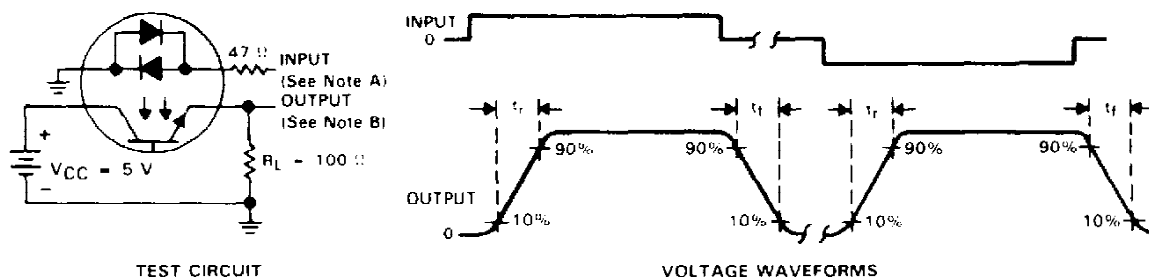 47 Ω
INPUT
(See Note A)
OUTPUT
(See Note B)
+
VCC = 5 V
−
RL − 100 Ω
TEST CIRCUIT
INPUT
0
tr
tf
tr
tf
90%
90%
90%
90%
OUTPUT
10%
10%
10%
10%
0
VOLTAGE WAVEFORMS